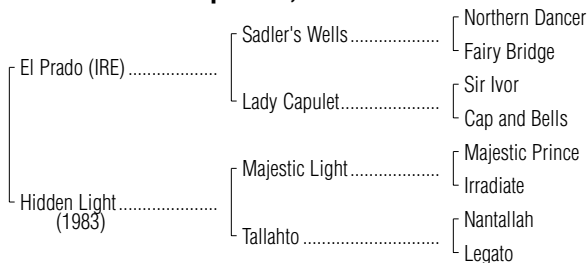 Northern Dancer
Sadler's Wells
Fairy Bridge
El Prado (IRE)
Sir Ivor
Lady Capulet
Cap and Bells
Majestic Prince
Majestic Light
Irradiate
Hidden Light
(1983)
Nantallah
Tallahto
Legato